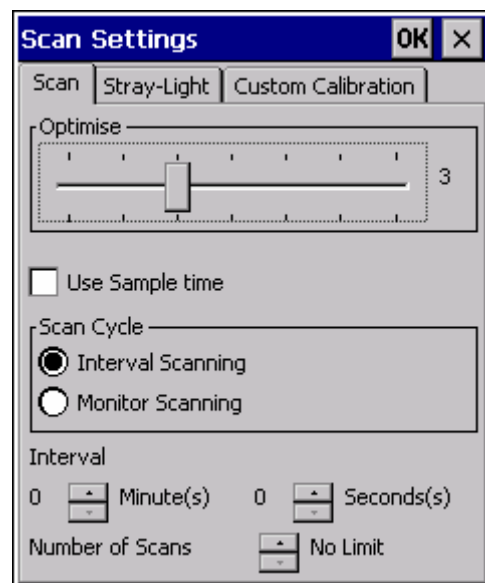 Scan Settings OK ×
Scan Stray-Light Custom Calibration
Optimise
3
Use Sample time
Scan Cycle
Interval Scanning
Monitor Scanning
Interval
0 Minute(s) 0 Seconds(s)
Number of Scans No Limit